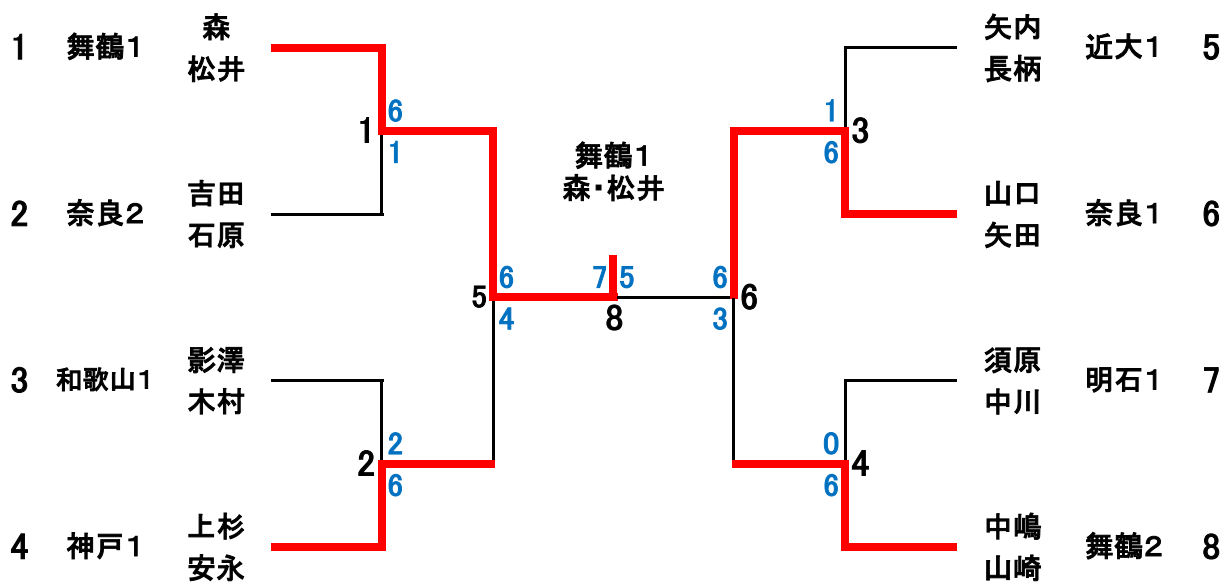 森
1 舞鶴1
松井
6
1
1
吉田
2 奈良2
石原
影澤
3 和歌山1
木村
2
2
6
上杉
4 神戸1
安永
6
5
4
舞鶴1
森・松井
7 5
8
矢内
近大1 5
長柄
1
3
6
山口
奈良1 6
矢田
6
6
3
須原
明石1 7
中川
0
4
6
中嶋
舞鶴2 8
山崎